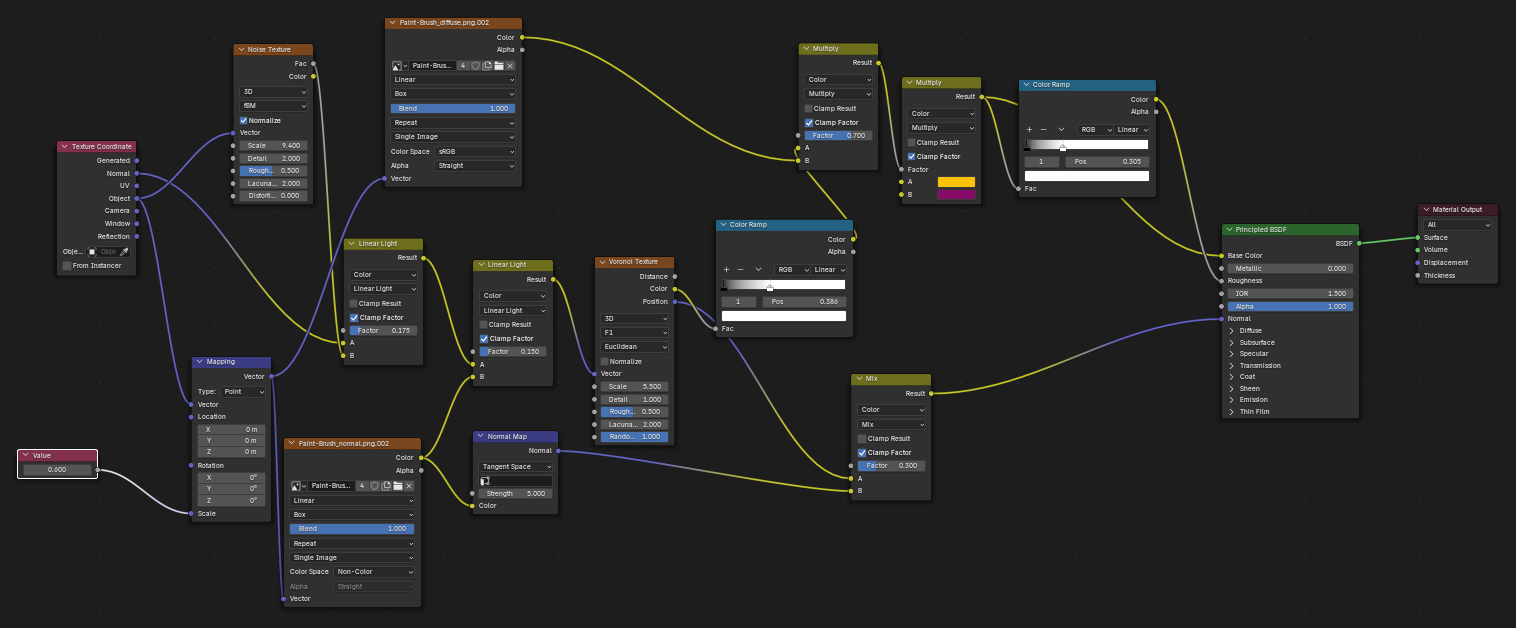 Texture Coordinate
Generated
Normal
UV
Object
Camera
Window
Reflection
Obje...
Obje
From Instancer
Value
0.600
Noise Texture
Fac
Color
3D
fBM
Normalize
Vector
Scale 9.400
Detail 2.000
Rough... 0.500
Lacuna... 2.000
Distorti... 0.000
Mapping
Vector
Type: Point
Vector
Location
X 0 m
Y 0 m
Z 0 m
Rotation
X 0°
Y 0°
Z 0°
Scale
Paint-Brush_diffuse.png.002
Color
Alpha
Paint-Brus... 4
Linear
Box
Blend 1.000
Repeat
Single Image
Color Space sRGB
Alpha Straight
Vector
Linear Light
Result
Color
Linear Light
Clamp Result
Clamp Factor
Factor 0.175
A
B
Paint-Brush_normal.png.002
Color
Alpha
Paint-Brus... 4
Linear
Box
Blend 1.000
Repeat
Single Image
Color Space Non-Color
Alpha Straight
Vector
Linear Light
Result
Color
Linear Light
Clamp Result
Clamp Factor
Factor 0.150
A
B
Normal Map
Normal
Tangent Space
Strength 5.000
Color
Voronoi Texture
Distance
Color
Position
3D
F1
Euclidean
Normalize
Vector
Scale 5.500
Detail 1.000
Rough... 0.500
Lacuna... 2.000
Rando... 1.000
Color Ramp
Color
Alpha
RGB Linear
1 Pos 0.386
Fac
Multiply
Result
Color
Multiply
Clamp Result
Clamp Factor
Factor 0.700
A
B
Multiply
Result
Color
Multiply
Clamp Result
Clamp Factor
Factor
A
B
Color Ramp
Color
Alpha
RGB Linear
1 Pos 0.305
Fac
Mix
Result
Color
Mix
Clamp Result
Clamp Factor
Factor 0.300
A
B
Principled BSDF
BSDF
Base Color
Metallic 0.000
Roughness
IOR 1.500
Alpha 1.000
Normal
Diffuse
Subsurface
Specular
Transmission
Coat
Sheen
Emission
Thin Film
Material Output
All
Surface
Volume
Displacement
Thickness